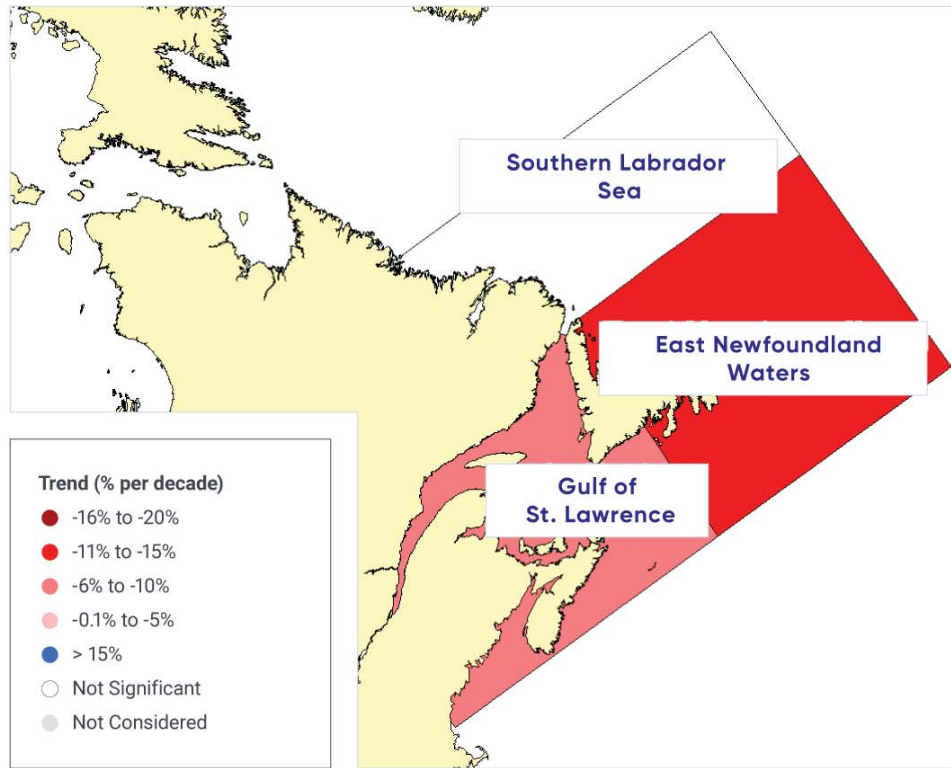 Southern Labrador
Sea
East Newfoundland
Waters
Gulf of
St. Lawrence
Trend (% per decade)
-16% to -20%
-11% to -15%
-6% to -10%
-0.1% to -5%
> 15%
Not Significant
Not Considered